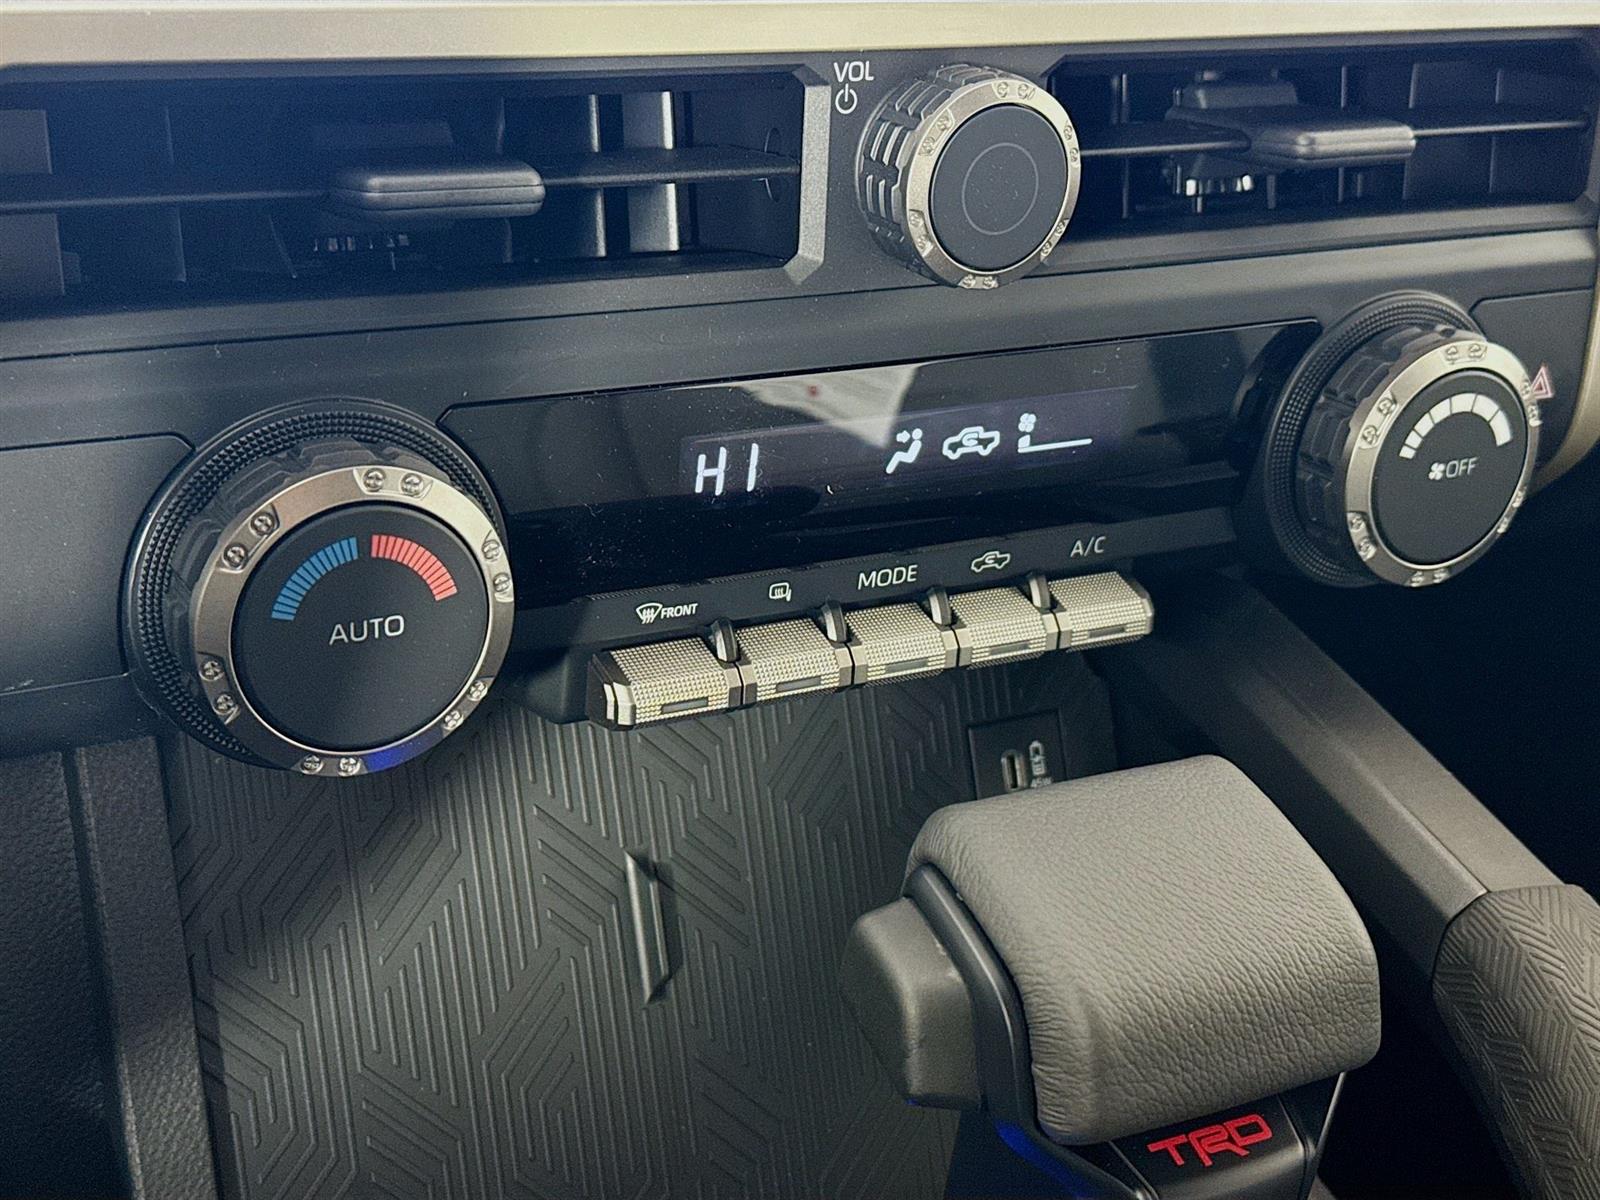 VOL
HI
OFF
A/C
MODE
FRONT
AUTO
TRD